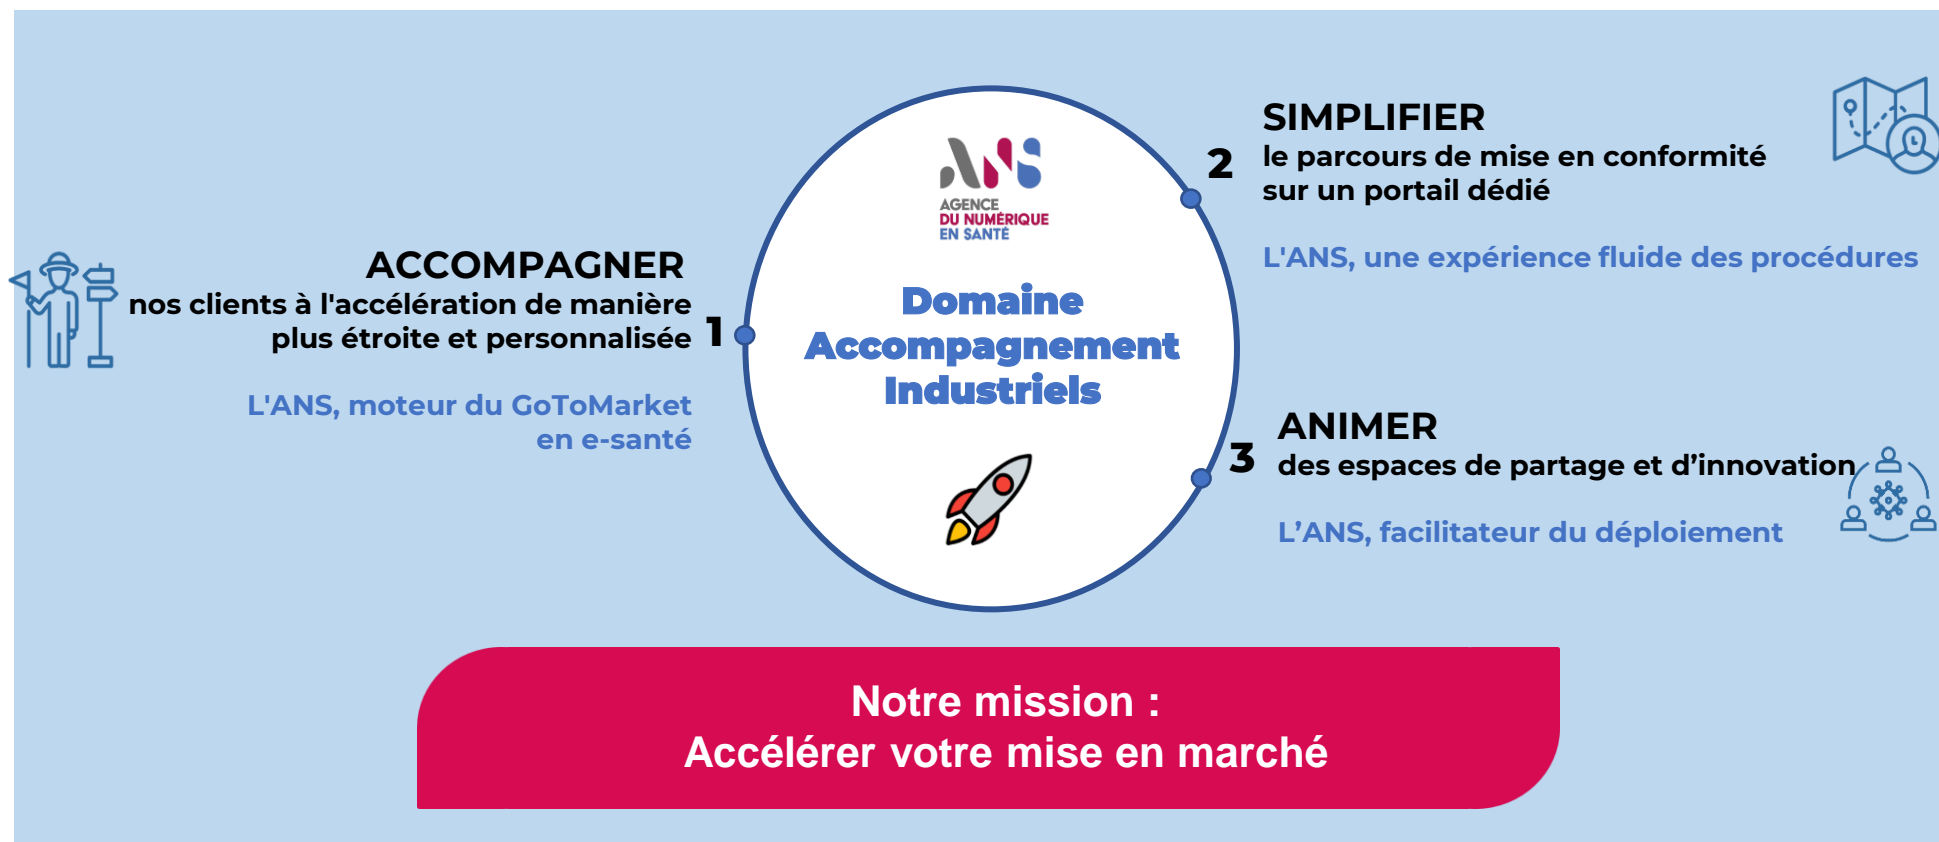 ANS
AGENCE
DU NUMÉRIQUE
EN SANTÉ
Domaine
Accompagnement
Industriels
1
ACCOMPAGNER
nos clients à l'accélération de manière
plus étroite et personnalisée
L'ANS, moteur du GoToMarket
en e-santé
2
SIMPLIFIER
le parcours de mise en conformité
sur un portail dédié
L'ANS, une expérience fluide des procédures
3
ANIMER
des espaces de partage et d’innovation
L’ANS, facilitateur du déploiement
Notre mission :
Accélérer votre mise en marché